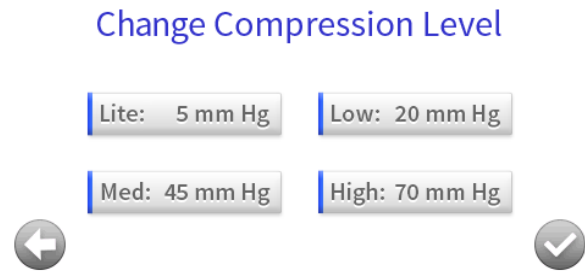 Change Compression Level
Lite: 5 mm Hg
Low: 20 mm Hg
Med: 45 mm Hg
High: 70 mm Hg